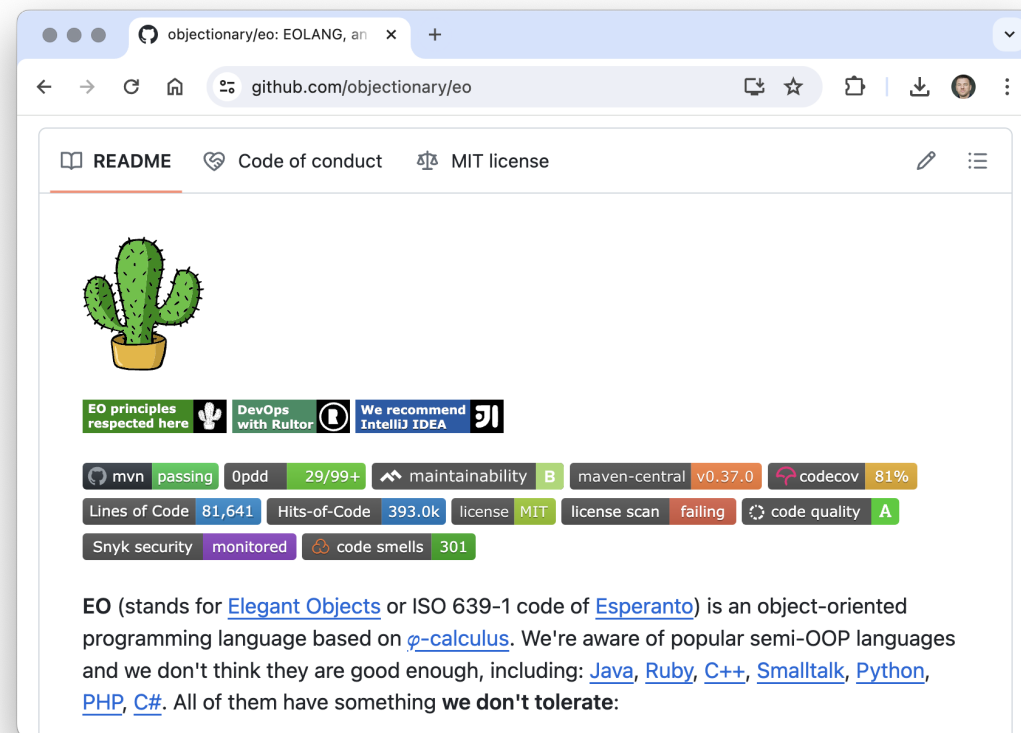 objectionary/eo: EOLANG, an
github.com/objectionary/eo
README Code of conduct MIT license
EO principles
respected here
DevOps
with Rultor
We recommend
IntelliJ IDEA
mvn passing 0pdd 29/99+ maintainability B maven-central v0.37.0 codecov 81%
Lines of Code 81,641 Hits-of-Code 393.0k license MIT license scan failing code quality A
Snyk security monitored code smells 301
EO (stands for Elegant Objects or ISO 639-1 code of Esperanto) is an object-oriented
programming language based on 𝜑-calculus. We're aware of popular semi-OOP languages
and we don't think they are good enough, including: Java, Ruby, C++, Smalltalk, Python,
PHP, C#. All of them have something we don't tolerate: